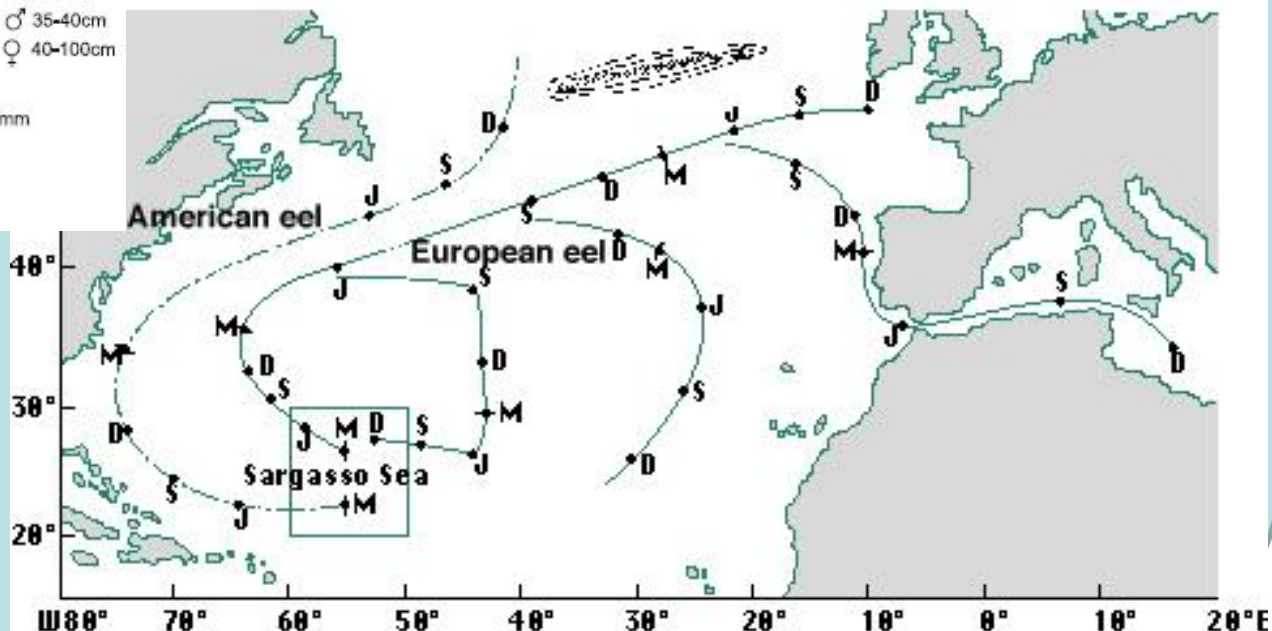 ♂ 35-40cm
♀ 40-100cm
mm
D
J
S
D
S
J
M
S
D
D
M
American eel
S
D
M
European eel
D
M
40°
J
S
S
M
J
J
M
D
D
S
D
S
30°
M
D
S
M
J
D
J
D
Sargasso Sea
S
M
J
20°
W80° 70° 60° 50° 40° 30° 20° 10° 0° 10° 20°E